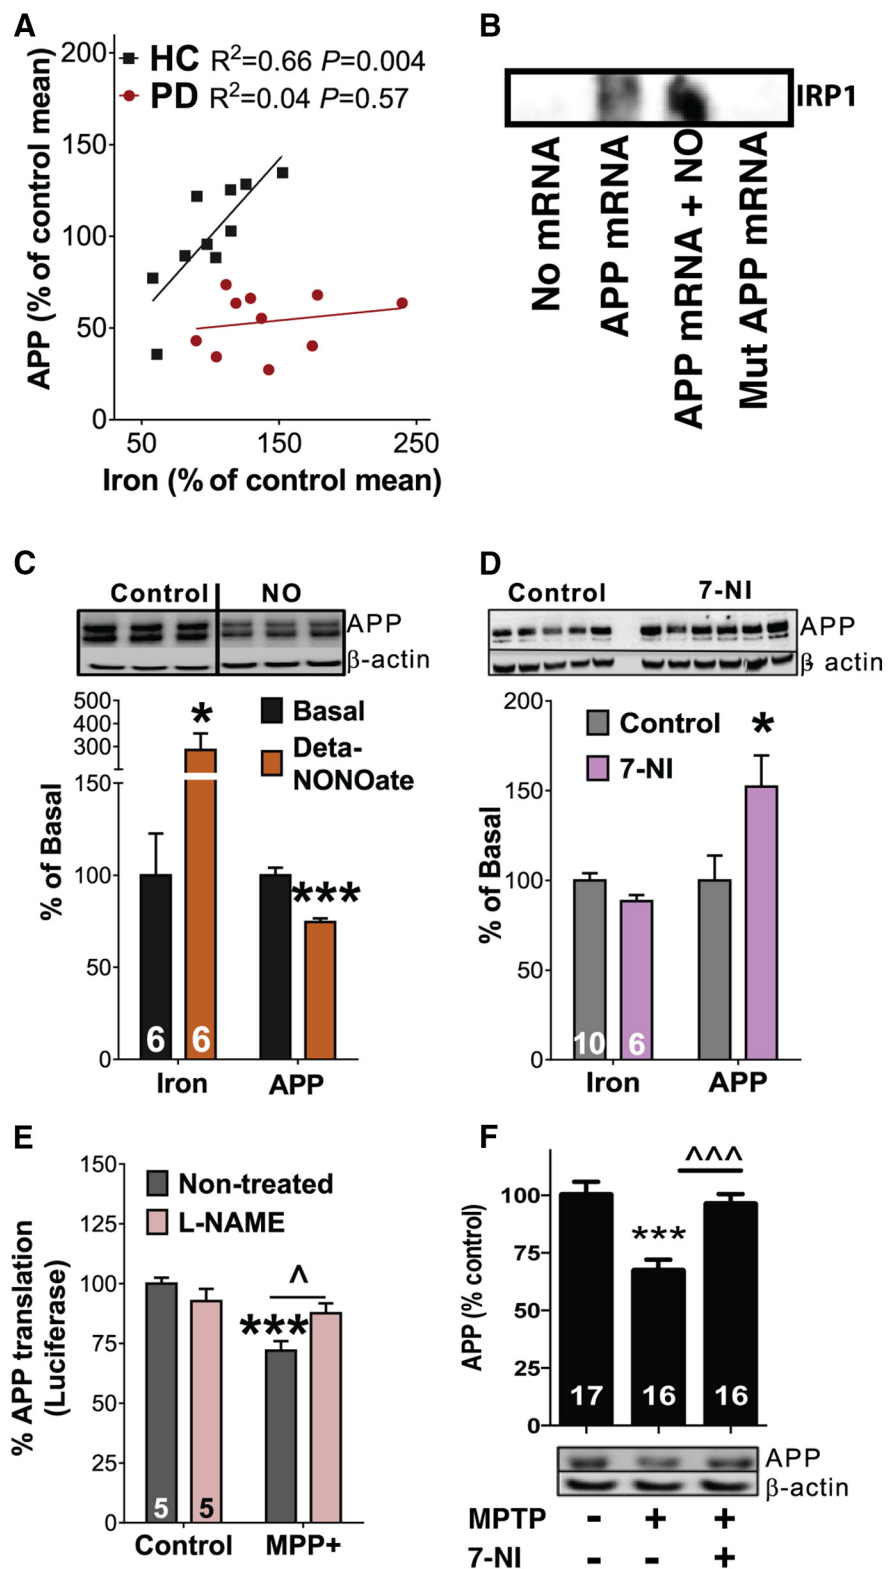 A
HC R²=0.66 P=0.004
PD R²=0.04 P=0.57
APP (% of control mean)
200
150
100
50
0
50 150 250
Iron (% of control mean)
B
IRP1
No mRNA
APP mRNA
APP mRNA + NO
Mut APP mRNA
C
Control NO
APP
β-actin
Basal
Deta-
NONOate
% of Basal
500
400
300
150
100
50
0
*
***
6 6
Iron APP
D
Control 7-NI
APP
β actin
Control
7-NI
% of Basal
200
150
100
50
0
*
10 6
Iron APP
E
Non-treated
L-NAME
% APP translation
(Luciferase)
150
125
100
75
50
25
0
^
***
5 5
Control MPP+
F
^^^
***
APP (% control)
100
75
50
25
0
17 16 16
APP
β-actin
MPTP - + +
7-NI - - +